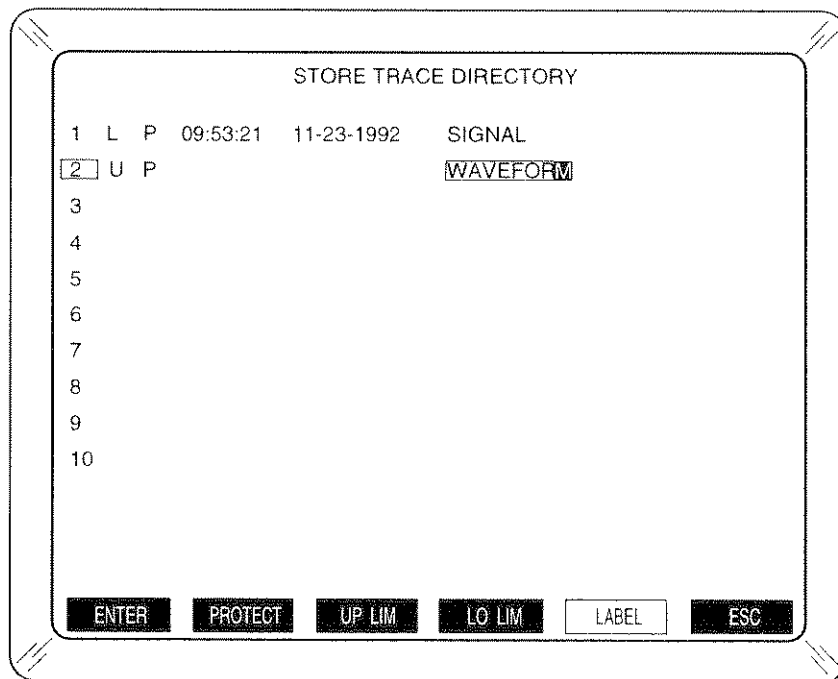 STORE TRACE DIRECTORY
1 L P 09:53:21 11-23-1992 SIGNAL
2 U P WAVEFORM
3
4
5
6
7
8
9
10
ENTER PROTECT UP LIM LO LIM LABEL ESC